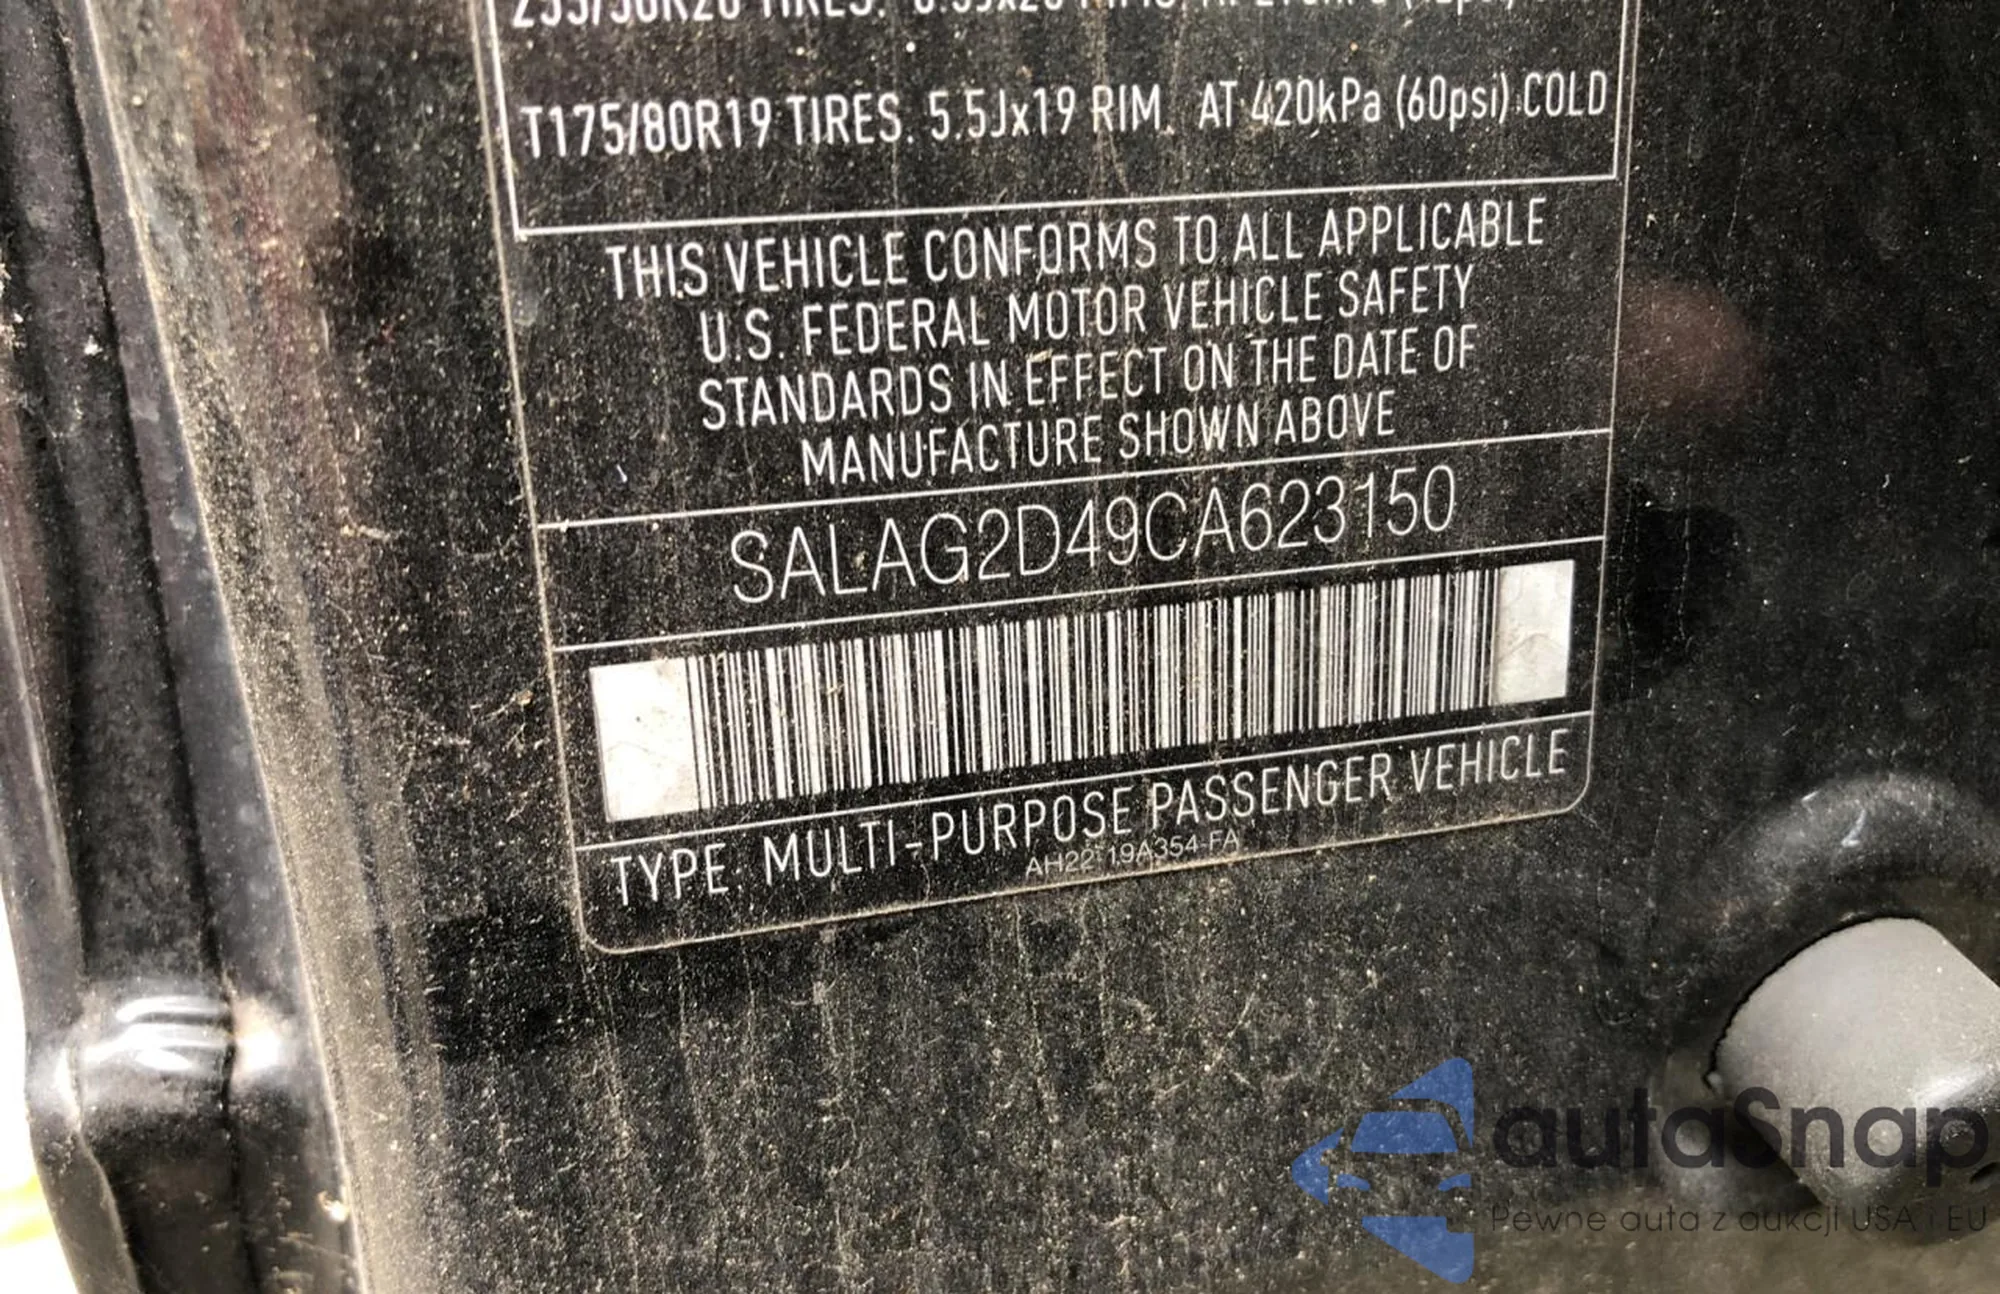 T175/80R19 TIRES. 5.5Jx19 RIM. AT 420kPa (60psi) COLD
THIS VEHICLE CONFORMS TO ALL APPLICABLE
U.S. FEDERAL MOTOR VEHICLE SAFETY
STANDARDS IN EFFECT ON THE DATE OF
MANUFACTURE SHOWN ABOVE
SALAG2D49CA623150
TYPE: MULTI-PURPOSE PASSENGER VEHICLE
AH22-19A354-FA
autaSnap
Pewne auta z aukcji USA i EU